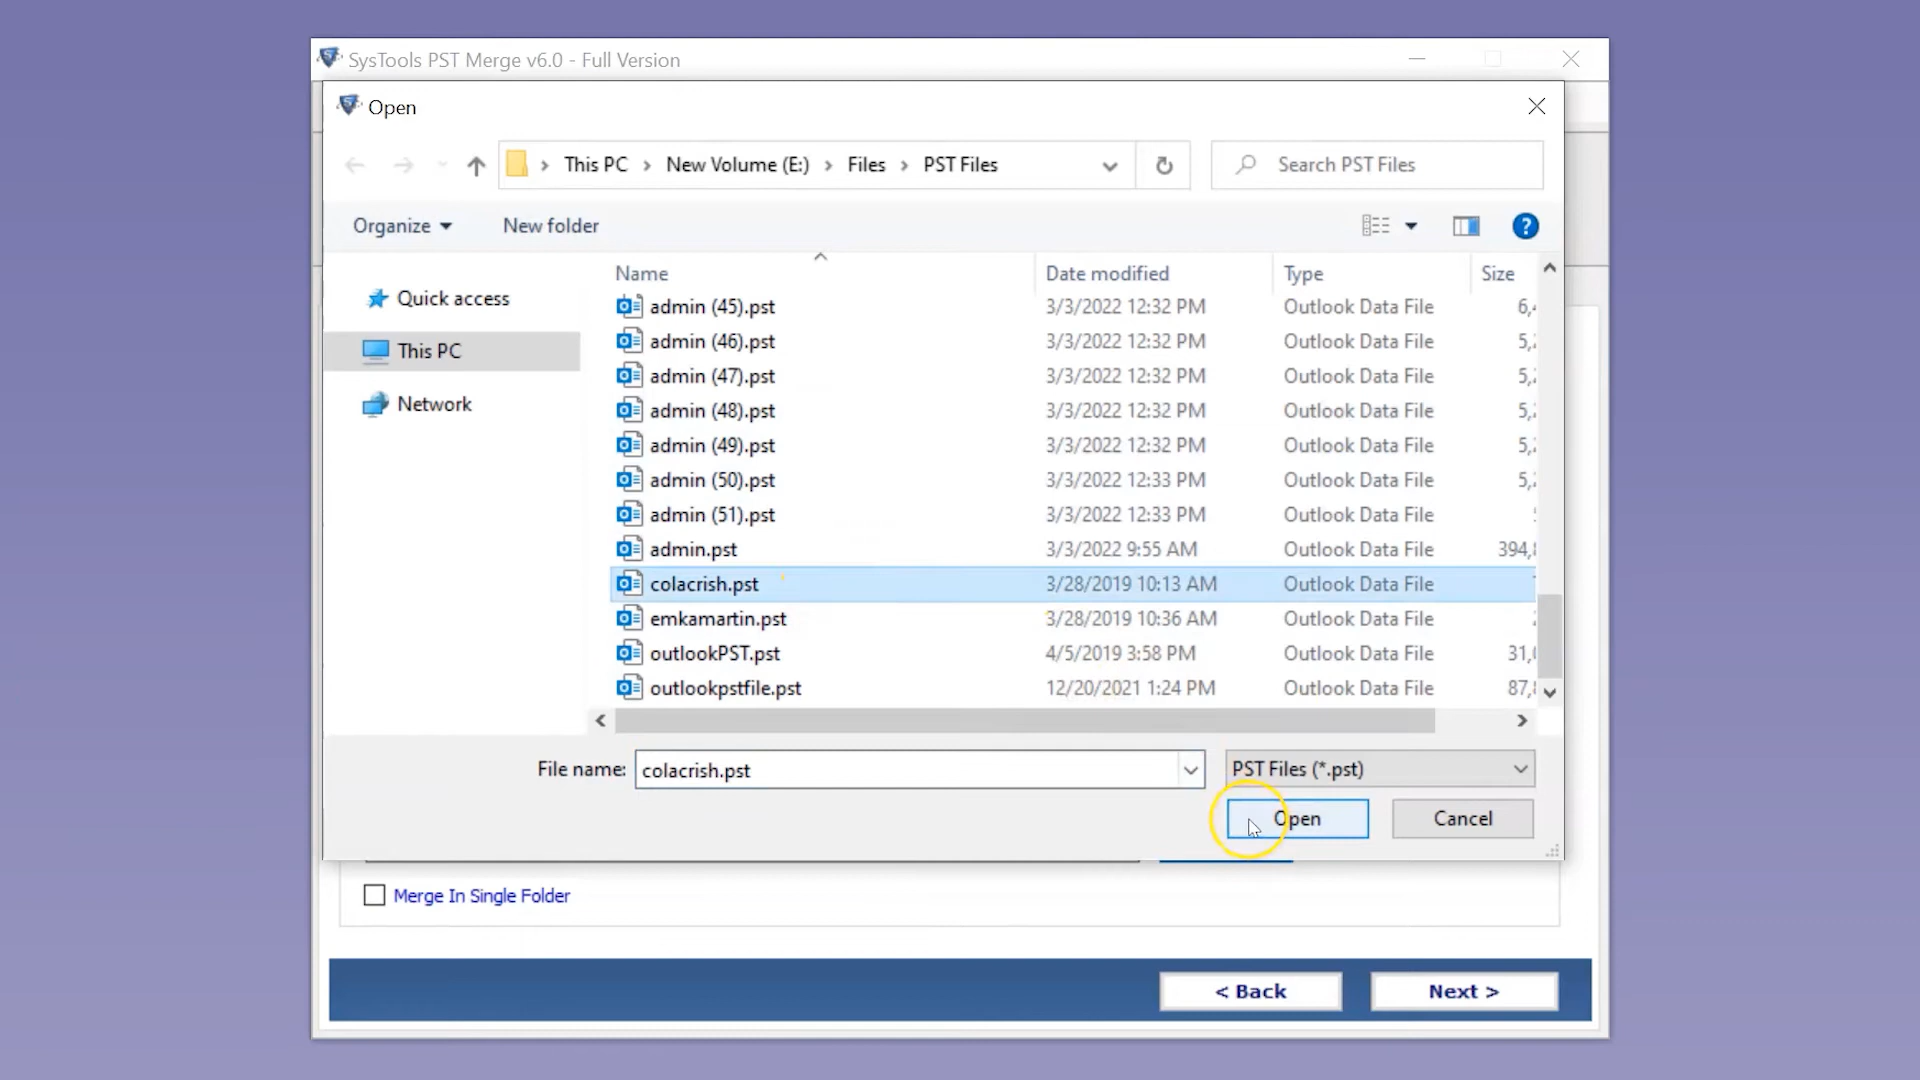 SysTools PST Merge v6.0 - Full Version
Open
This PC > New Volume (E:) > Files > PST Files
Search PST Files
Organize New folder
Name Date modified Type Size
Quick access
This PC
Network
admin (45).pst 3/3/2022 12:32 PM Outlook Data File
admin (46).pst 3/3/2022 12:32 PM Outlook Data File
admin (47).pst 3/3/2022 12:32 PM Outlook Data File
admin (48).pst 3/3/2022 12:32 PM Outlook Data File
admin (49).pst 3/3/2022 12:32 PM Outlook Data File
admin (50).pst 3/3/2022 12:33 PM Outlook Data File
admin (51).pst 3/3/2022 12:33 PM Outlook Data File
admin.pst 3/3/2022 9:55 AM Outlook Data File
colacrish.pst 3/28/2019 10:13 AM Outlook Data File
emkamartin.pst 3/28/2019 10:36 AM Outlook Data File
outlookPST.pst 4/5/2019 3:58 PM Outlook Data File
outlookpstfile.pst 12/20/2021 1:24 PM Outlook Data File
File name: colacrish.pst PST Files (*.pst)
Open Cancel
Merge In Single Folder
< Back Next >